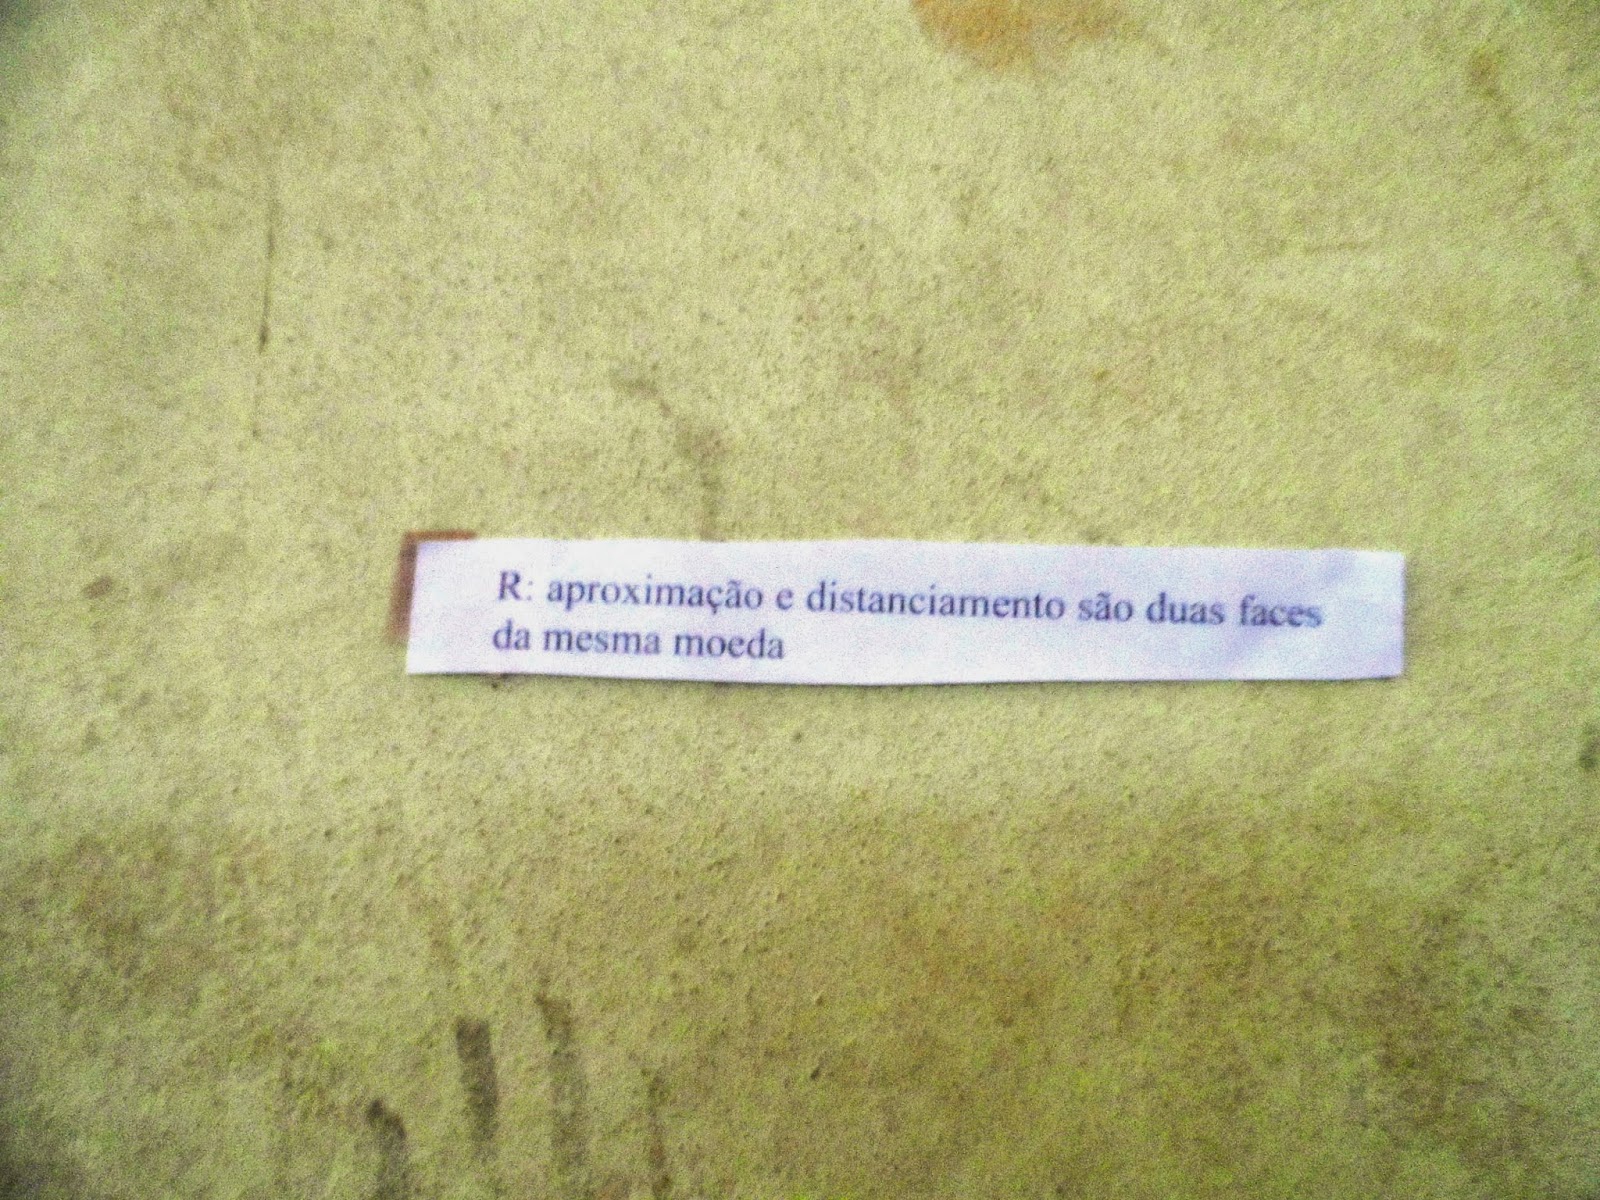 R: aproximação e distanciamento são duas faces
da mesma moeda